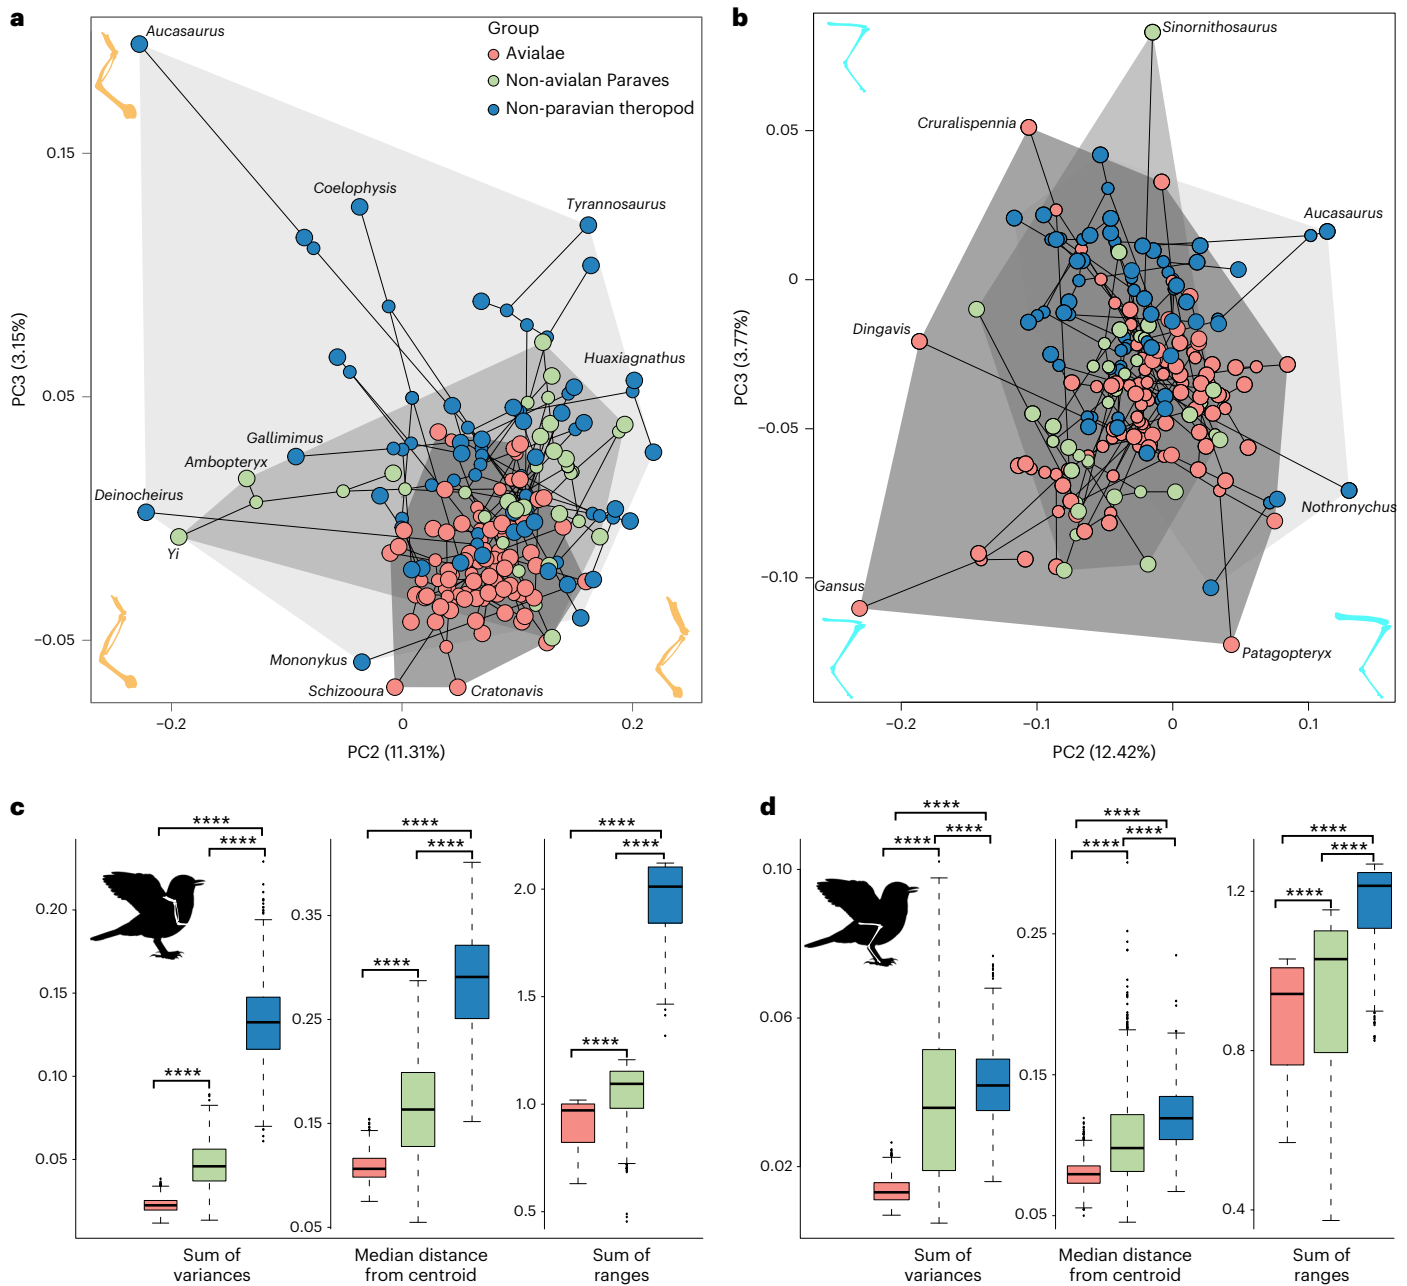 a
Aucasaurus
Group
Avialae
Non-avialan Paraves
Non-paravian theropod
Coelophysis
Tyrannosaurus
Huaxiagnathus
Gallimimus
Ambopteryx
Deinocheirus
Yi
Mononykus
Schizooura
Cratonavis
0.15
0.05
−0.05
PC3 (3.15%)
−0.2
0
0.2
PC2 (11.31%)
b
Sinornithosaurus
Cruralispennia
Aucasaurus
Dingavis
Nothronychus
Gansus
Patagopteryx
0.05
0
−0.05
−0.10
PC3 (3.77%)
−0.2
−0.1
0
0.1
PC2 (12.42%)
c
****
****
****
0.20
0.15
0.10
0.05
Sum of
variances
****
****
****
0.35
0.25
0.15
0.05
Median distance
from centroid
****
****
****
2.0
1.5
1.0
0.5
Sum of
ranges
d
****
****
****
0.10
0.06
0.02
Sum of
variances
****
****
****
0.25
0.15
0.05
Median distance
from centroid
****
****
****
1.2
0.8
0.4
Sum of
ranges